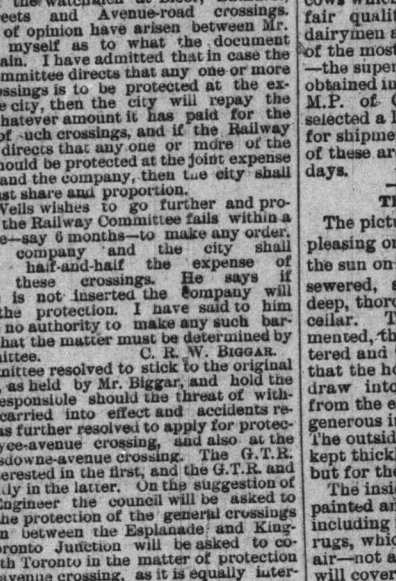 the watchmen at Bloor,
eets and Avenue-road crossings.
of opinion have arisen between Mr.
myself as to what the document
ain. I have admitted that in case the
mmittee directs that any one or more
ssings is to be protected at the ex-
e city, then the city will repay the
hatever amount it has paid for the
of such crossings, and if the Railway
directs that any one or more of the
hould be protected at the joint expense
and the company, then the city shall
st share and proportion.
Wells wishes to go further and pro-
the Railway Committee fails within a
e—say 6 months—to make any order.
company and the city shall
half-and-half the expense of
these crossings. He says if
is not inserted the company will
the protection. I have said to him
no authority to make any such bar-
hat the matter must be determined by
ittee. C. R. W. BIGGAR.
mittee resolved to stick to the original
, as held by Mr. Biggar, and hold the
esponsible should the threat of with-
carried into effect and accidents re-
as further resolved to apply for protec-
yce-avenue crossing, and also at the
sdowne-avenue crossing. The G.T.R.
erested in the first, and the G.T.R. and
ly in the latter. On the suggestion of
Engineer the council will be asked to
he protection of the general crossings
n between the Esplanade and King-
oronto Junction will be asked to co-
th Toronto in the matter of protection
avenue crossing, as it is equally inter-
cows which
fair quali
dairymen a
of the most
—the super
obtained in
M.P. of
selected a l
for shipme
of these ar
days.
T
The pict
pleasing or
the sun on
sewered, s
deep, thoro
cellar. T
mented, th
tered and
that the h
draw into
from the e
generous i
The outsid
kept thick
but for the
The insi
painted an
including
rugs, whic
air—not a
will cover